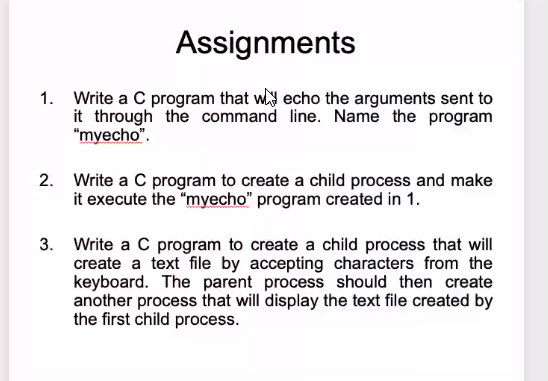 Assignments
1. Write a C program that will echo the arguments sent to
it through the command line. Name the program
“myecho”.
2. Write a C program to create a child process and make
it execute the “myecho” program created in 1.
3. Write a C program to create a child process that will
create a text file by accepting characters from the
keyboard. The parent process should then create
another process that will display the text file created by
the first child process.